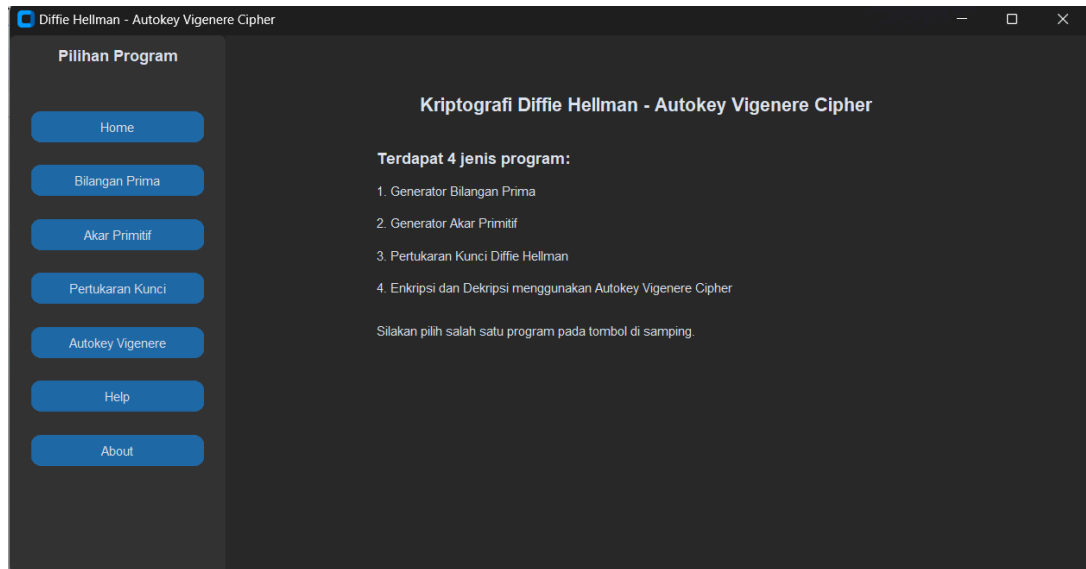 Diffie Hellman - Autokey Vigenere Cipher
Pilihan Program
Home
Bilangan Prima
Akar Primitif
Pertukaran Kunci
Autokey Vigenere
Help
About
Kriptografi Diffie Hellman - Autokey Vigenere Cipher
Terdapat 4 jenis program:
1. Generator Bilangan Prima
2. Generator Akar Primitif
3. Pertukaran Kunci Diffie Hellman
4. Enkripsi dan Dekripsi menggunakan Autokey Vigenere Cipher
Silakan pilih salah satu program pada tombol di samping.